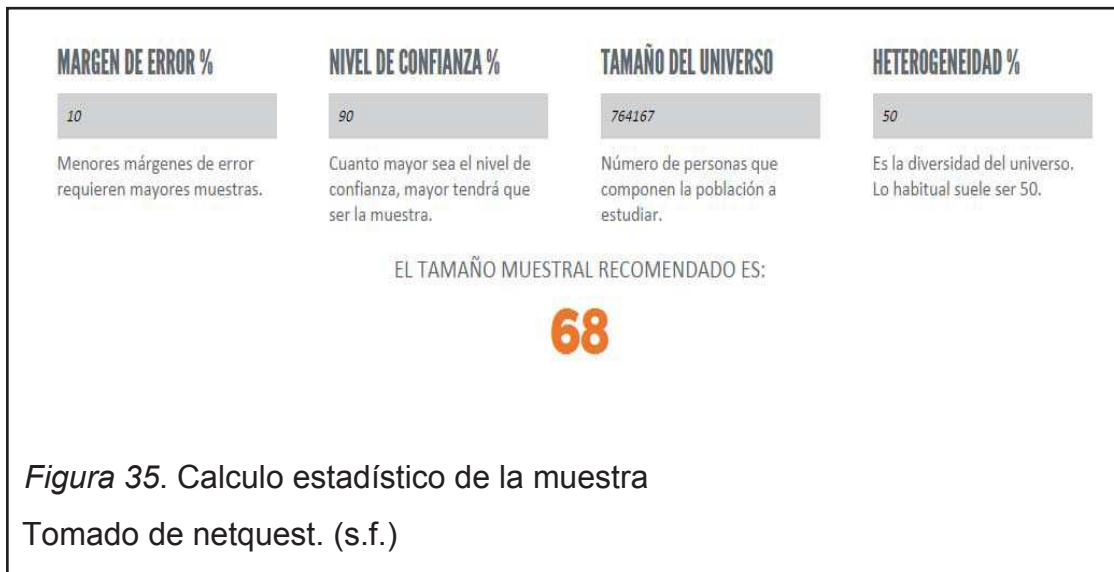 MARGEN DE ERROR %
10
Menores márgenes de error
requieren mayores muestras.
NIVEL DE CONFIANZA %
90
Cuanto mayor sea el nivel de
confianza, mayor tendrá que
ser la muestra.
TAMAÑO DEL UNIVERSO
764167
Número de personas que
componen la población a
estudiar.
HETEROGENEIDAD %
50
Es la diversidad del universo.
Lo habitual suele ser 50.
EL TAMAÑO MUESTRAL RECOMENDADO ES:
68
Figura 35. Calculo estadístico de la muestra
Tomado de netquest. (s.f.)